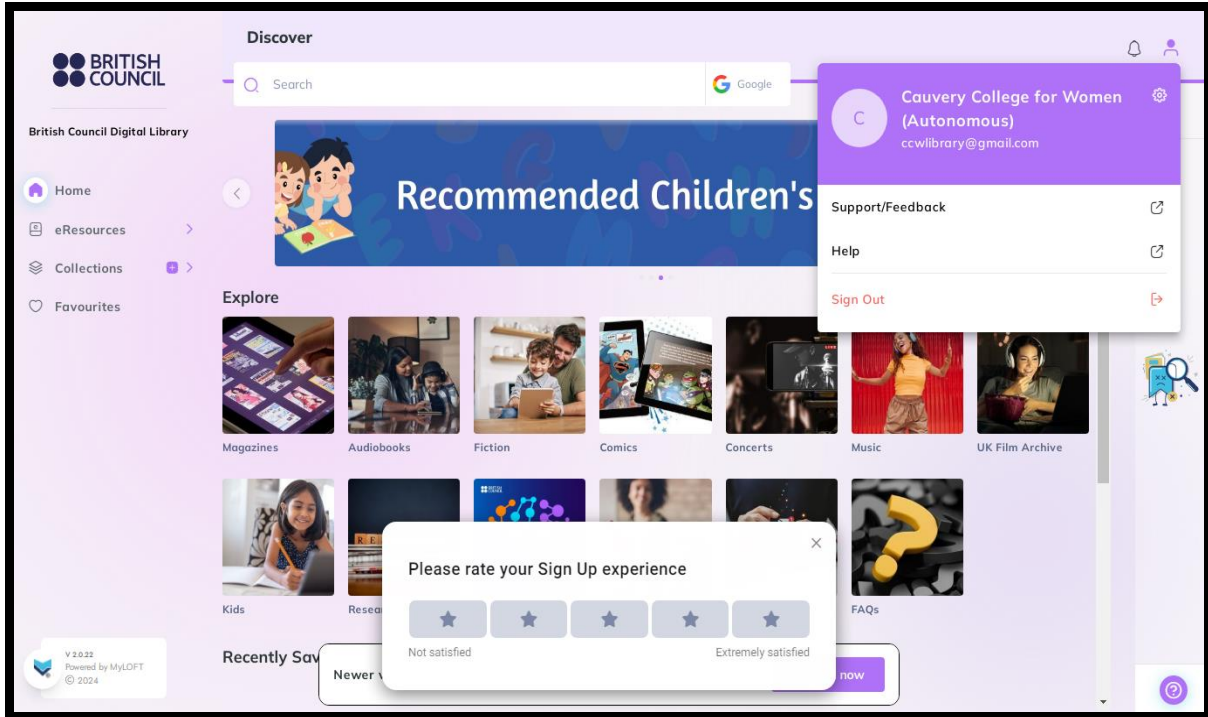 BRITISH
COUNCIL
British Council Digital Library
Home
eResources
Collections
Favourites
V 2.0.22
Powered by MyLOFT
© 2024
Discover
Search
Google
Cauvery College for Women
(Autonomous)
C
ccwlibrary@gmail.com
Support/Feedback
Help
Sign Out
Recommended Children's
Explore
Magazines
Audiobooks
Fiction
Comics
Concerts
Music
UK Film Archive
Kids
FAQs
Please rate your Sign Up experience
Not satisfied
Extremely satisfied
Recently
Newer
now